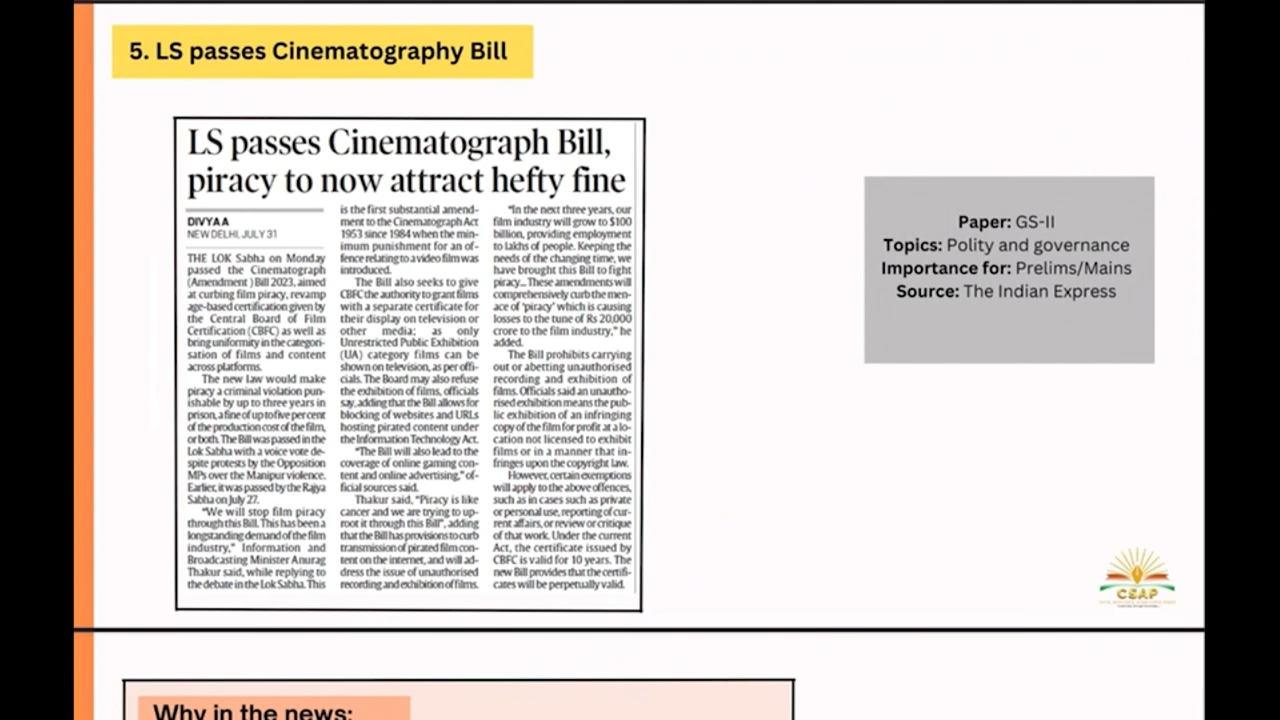 5. LS passes Cinematography Bill
LS passes Cinematograph Bill,
piracy to now attract hefty fine
DIVYA A
NEW DELHI, JULY 31
THE LOK Sabha on Monday
passed the Cinematograph
(Amendment ) Bill 2023, aimed
at curbing film piracy, revamp
age-based certification given by
the Central Board of Film
Certification (CBFC) as well as
bring uniformity in the categori-
sation of films and content
across platforms.
The new law would make
piracy a criminal violation pun-
ishable by up to three years in
prison, a fine of up to five per cent
of the production cost of the film,
or both. The Bill was passed in the
Lok Sabha with a voice vote de-
spite protests by the Opposition
MPs over the Manipur violence.
Earlier, it was passed by the Rajya
Sabha on July 27.
"We will stop film piracy
through this Bill. This has been a
longstanding demand of the film
industry," Information and
Broadcasting Minister Anurag
Thakur said, while replying to
the debate in the Lok Sabha. This
is the first substantial amend-
ment to the Cinematograph Act
1953 since 1984 when the min-
imum punishment for an of-
fence relating to a video film was
introduced.
The Bill also seeks to give
CBFC the authority to grant films
with a separate certificate for
their display on television or
other media; as only
Unrestricted Public Exhibition
(UA) category films can be
shown on television, as per offi-
cials. The Board may also refuse
the exhibition of films, officials
say, adding that the Bill allows for
blocking of websites and URLs
hosting pirated content under
the Information Technology Act.
"The Bill will also lead to the
coverage of online gaming con-
tent and online advertising," of-
ficial sources said.
Thakur said, "Piracy is like
cancer and we are trying to up-
root it through this Bill", adding
that the Bill has provisions to curb
transmission of pirated film con-
tent on the internet, and will ad-
dress the issue of unauthorised
recording and exhibition of films.
"In the next three years, our
film industry will grow to $100
billion, providing employment
to lakhs of people. Keeping the
needs of the changing time, we
have brought this Bill to fight
piracy... These amendments will
comprehensively curb the men-
ace of 'piracy' which is causing
losses to the tune of Rs 20,000
crore to the film industry," he
added.
The Bill prohibits carrying
out or abetting unauthorised
recording and exhibition of
films. Officials said an unautho-
rised exhibition means the pub-
lic exhibition of an infringing
copy of the film for profit at a lo-
cation not licensed to exhibit
films or in a manner that in-
fringes upon the copyright law.
However, certain exemptions
will apply to the above offences,
such as in cases such as private
or personal use, reporting of cur-
rent affairs, or review or critique
of that work. Under the current
Act, the certificate issued by
CBFC is valid for 10 years. The
new Bill provides that the certifi-
cates will be perpetually valid.
Paper: GS-II
Topics: Polity and governance
Importance for: Prelims/Mains
Source: The Indian Express
CSAP
Why in the news: